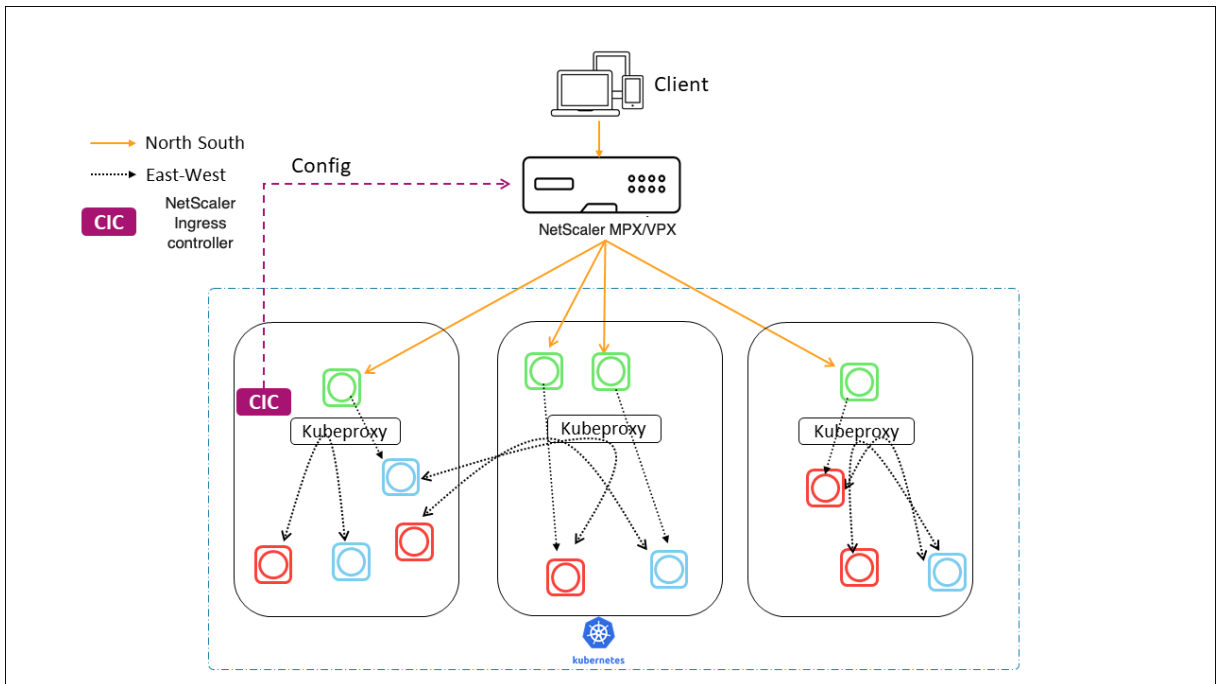 Client
North South
Config
East-West
CIC
NetScaler
Ingress
controller
NetScaler MPX/VPX
CIC
Kubeproxy
Kubeproxy
Kubeproxy
kubernetes